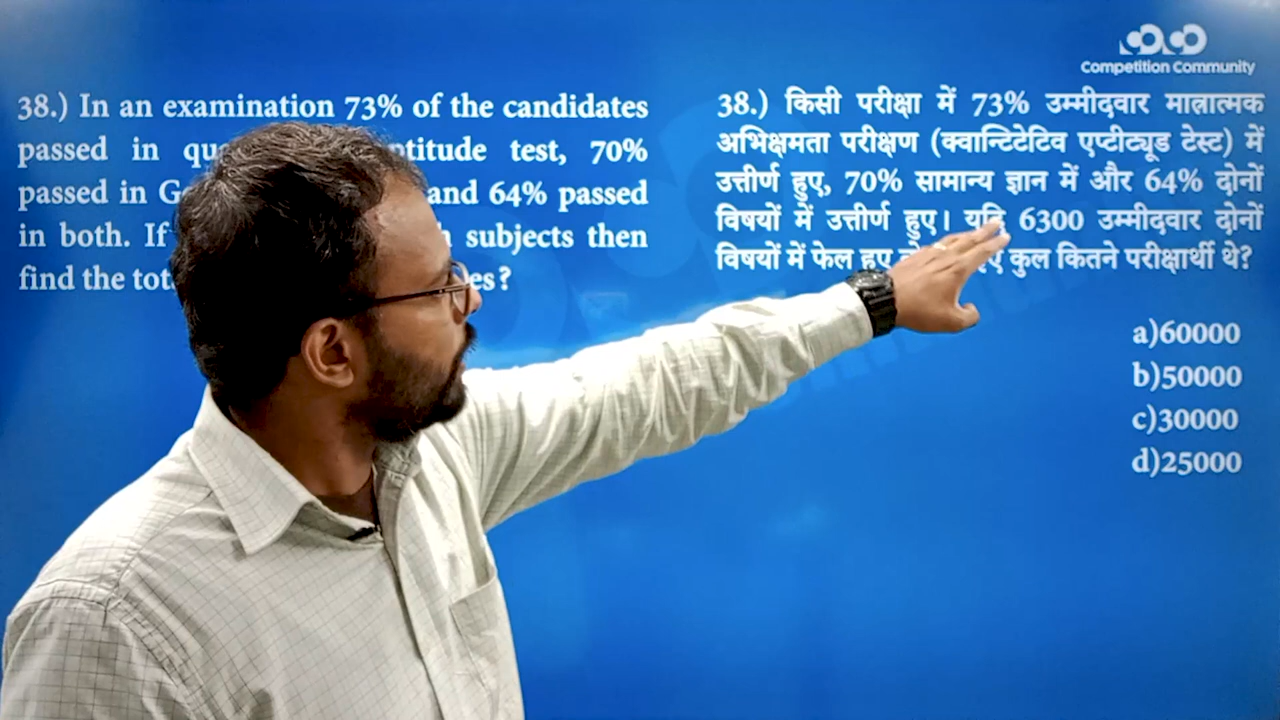 Competition Community
38.) In an examination 73% of the candidates
passed in qu ptitude test, 70%
passed in G and 64% passed
in both. If subjects then
find the tot es?
38.) किसी परीक्षा में 73% उम्मीदवार मात्रात्मक
अभिक्षमता परीक्षण (क्वान्टिटेटिव एप्टीट्यूड टेस्ट) में
उत्तीर्ण हुए, 70% सामान्य ज्ञान में और 64% दोनों
विषयों में उत्तीर्ण हुए। यदि 6300 उम्मीदवार दोनों
विषयों में फेल हुए कुल कितने परीक्षार्थी थे?
a)60000
b)50000
c)30000
d)25000